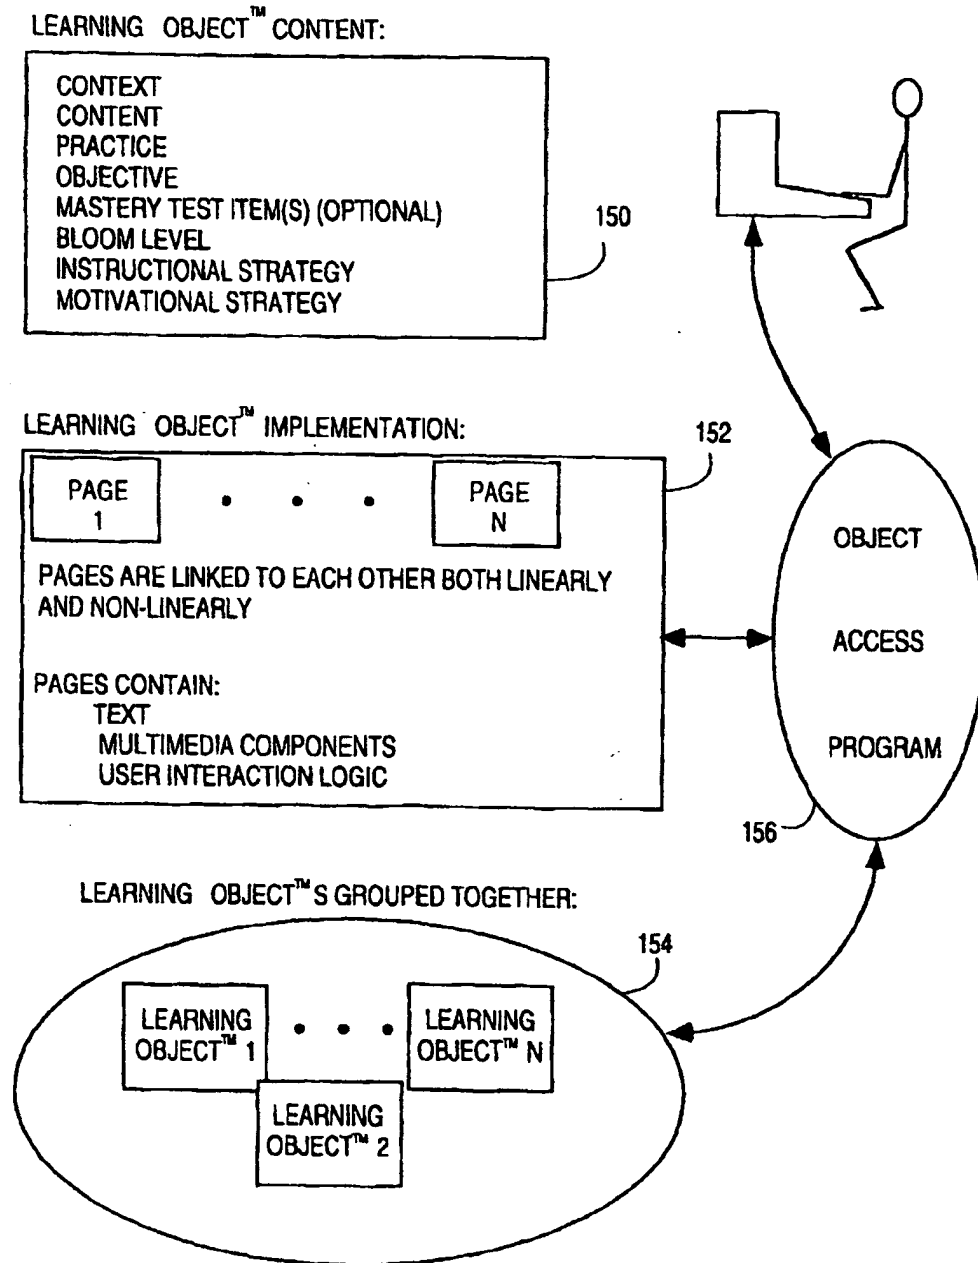 LEARNING OBJECT™ CONTENT:
CONTEXT
CONTENT
PRACTICE
OBJECTIVE
MASTERY TEST ITEM(S) (OPTIONAL)
BLOOM LEVEL
INSTRUCTIONAL STRATEGY
MOTIVATIONAL STRATEGY
150
LEARNING OBJECT™ IMPLEMENTATION:
152
PAGE
1
• • •
PAGE
N
PAGES ARE LINKED TO EACH OTHER BOTH LINEARLY
AND NON-LINEARLY
PAGES CONTAIN:
TEXT
MULTIMEDIA COMPONENTS
USER INTERACTION LOGIC
OBJECT
ACCESS
PROGRAM
156
LEARNING OBJECT™S GROUPED TOGETHER:
154
LEARNING
OBJECT™ 1
• • •
LEARNING
OBJECT™ N
LEARNING
OBJECT™ 2